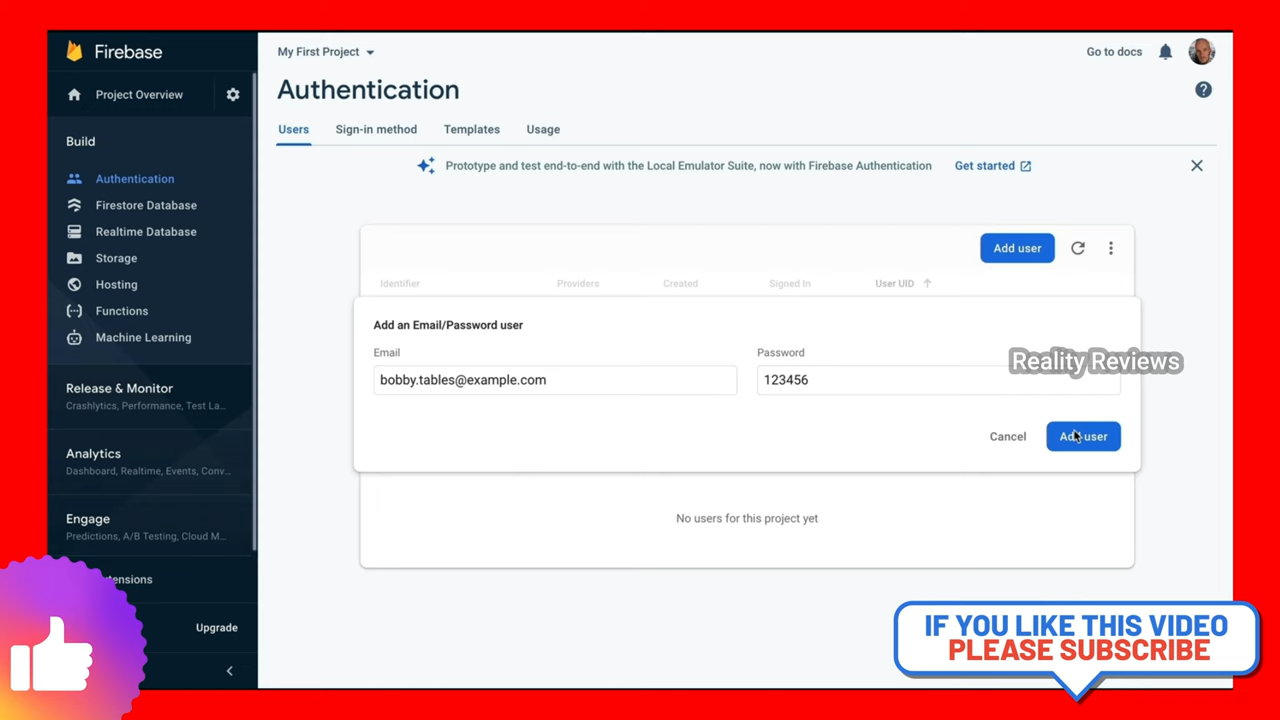 Firebase
My First Project
Go to docs
Project Overview
Authentication
Build
Users
Sign-in method
Templates
Usage
Prototype and test end-to-end with the Local Emulator Suite, now with Firebase Authentication
Get started
Authentication
Firestore Database
Realtime Database
Storage
Hosting
Functions
Machine Learning
Add user
Identifier
Providers
Created
Signed In
User UID
Add an Email/Password user
Email
Password
bobby.tables@example.com
123456
Reality Reviews
Cancel
Add user
No users for this project yet
Release & Monitor
Crashlytics, Performance, Test La...
Analytics
Dashboard, Realtime, Events, Conv...
Engage
Predictions, A/B Testing, Cloud M...
Upgrade
IF YOU LIKE THIS VIDEO
PLEASE SUBSCRIBE